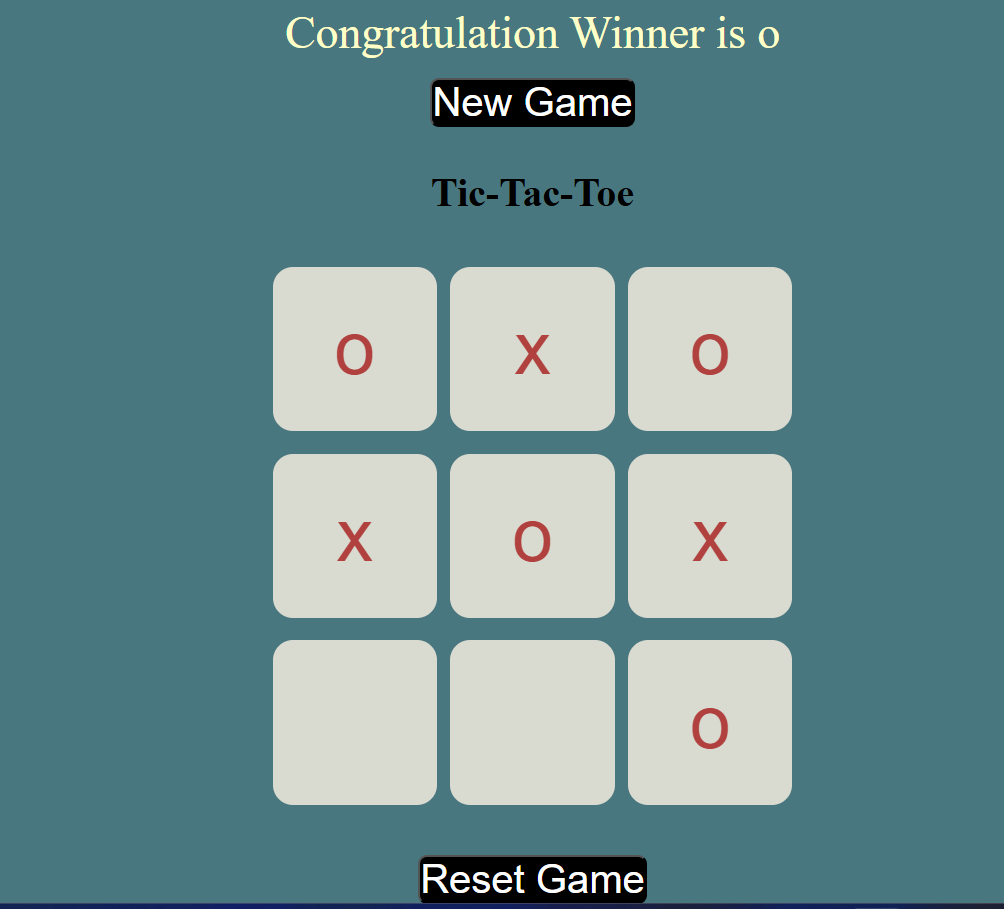 Congratulation Winner is o
New Game
Tic-Tac-Toe
o x o
x o x
o
Reset Game